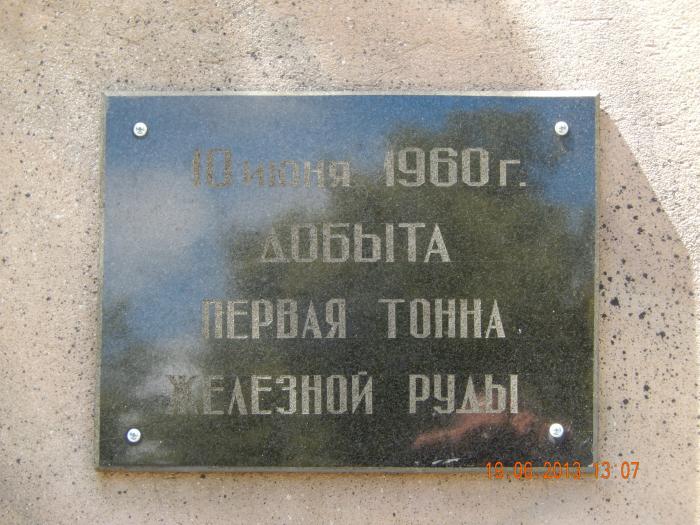 10 июня 1960 г.
ДОБЫТА
ПЕРВАЯ ТОННА
ЖЕЛЕЗНОЙ РУДЫ
19.06.2013 13:07